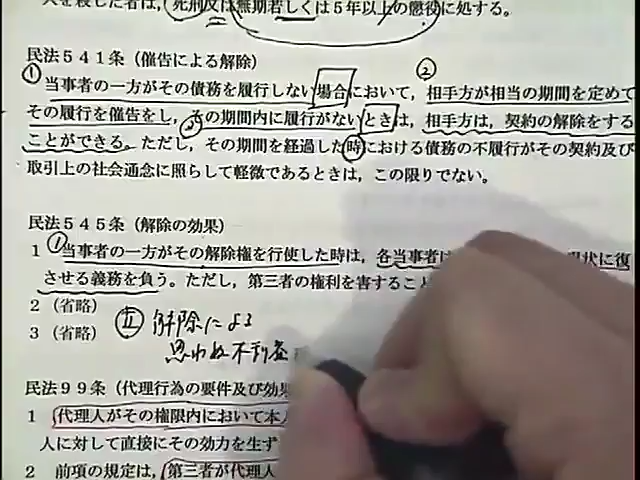 人を殺した者は，死刑又は無期若しくは５年以上の懲役に処する。
民法５４１条（催告による解除）
① ②
当事者の一方がその債務を履行しない場合において，相手方が相当の期間を定めて
その履行を催告をし，その期間内に履行がないときは，相手方は，契約の解除をする
ことができる。ただし，その期間を経過した時における債務の不履行がその契約及び
取引上の社会通念に照らして軽微であるときは，この限りでない。
民法５４５条（解除の効果）
１ ①当事者の一方がその解除権を行使した時は，各当事者は 現状に復
させる義務を負う。ただし，第三者の権利を害すること
２（省略）
３（省略） 解除による
思わぬ不利益
民法９９条（代理行為の要件及び効果
１ 代理人がその権限内において本人
人に対して直接にその効力を生ず
２ 前項の規定は，第三者が代理人